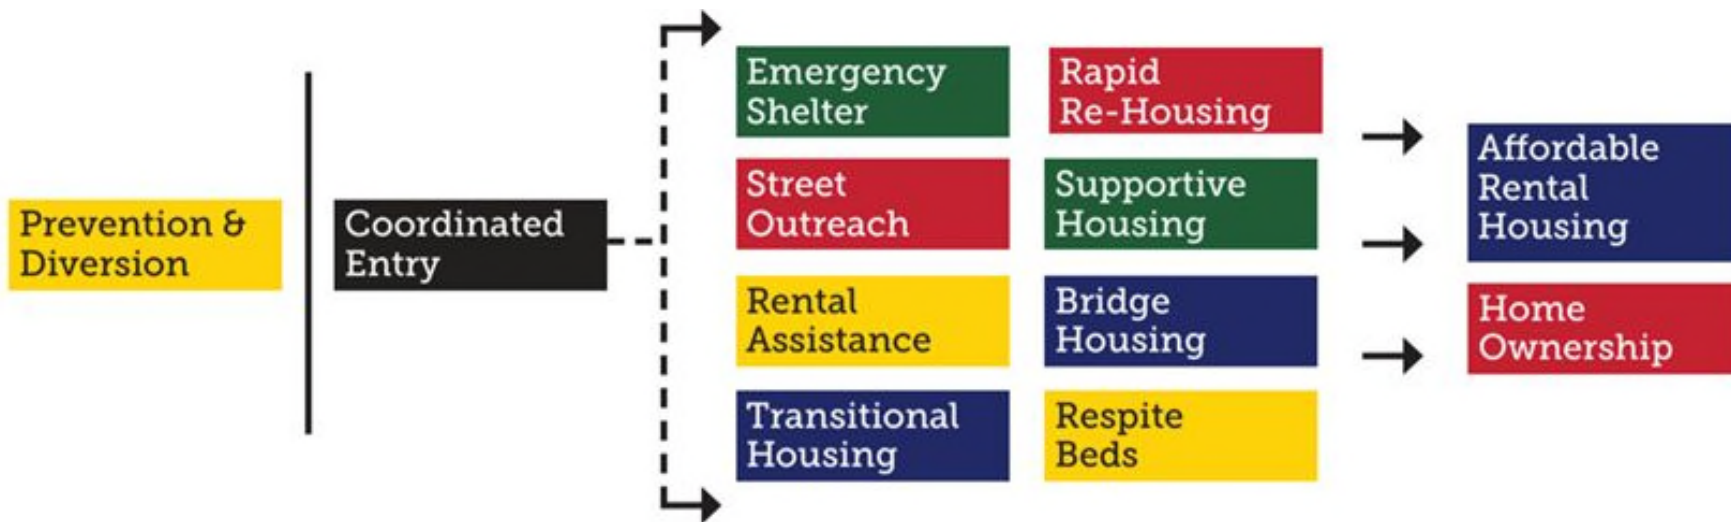 Prevention &
Diversion
Coordinated
Entry
Emergency
Shelter
Rapid
Re-Housing
Street
Outreach
Supportive
Housing
Rental
Assistance
Bridge
Housing
Transitional
Housing
Respite
Beds
Affordable
Rental
Housing
Home
Ownership